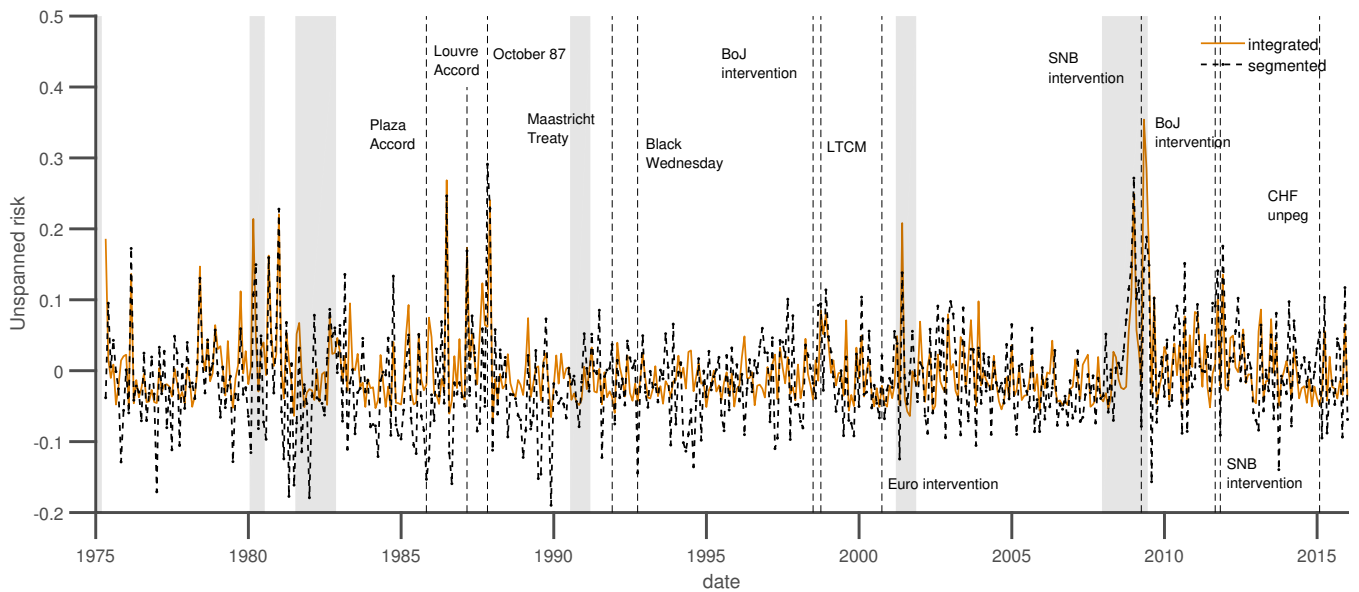 0.5
0.4
0.3
0.2
0.1
0
-0.1
-0.2
Unspanned risk
Louvre
Accord
October 87
BoJ
intervention
SNB
intervention
integrated
segmented
Plaza
Accord
Maastricht
Treaty
Black
Wednesday
LTCM
BoJ
intervention
CHF
unpeg
Euro intervention
SNB
intervention
1975
1980
1985
1990
1995
2000
2005
2010
2015
date